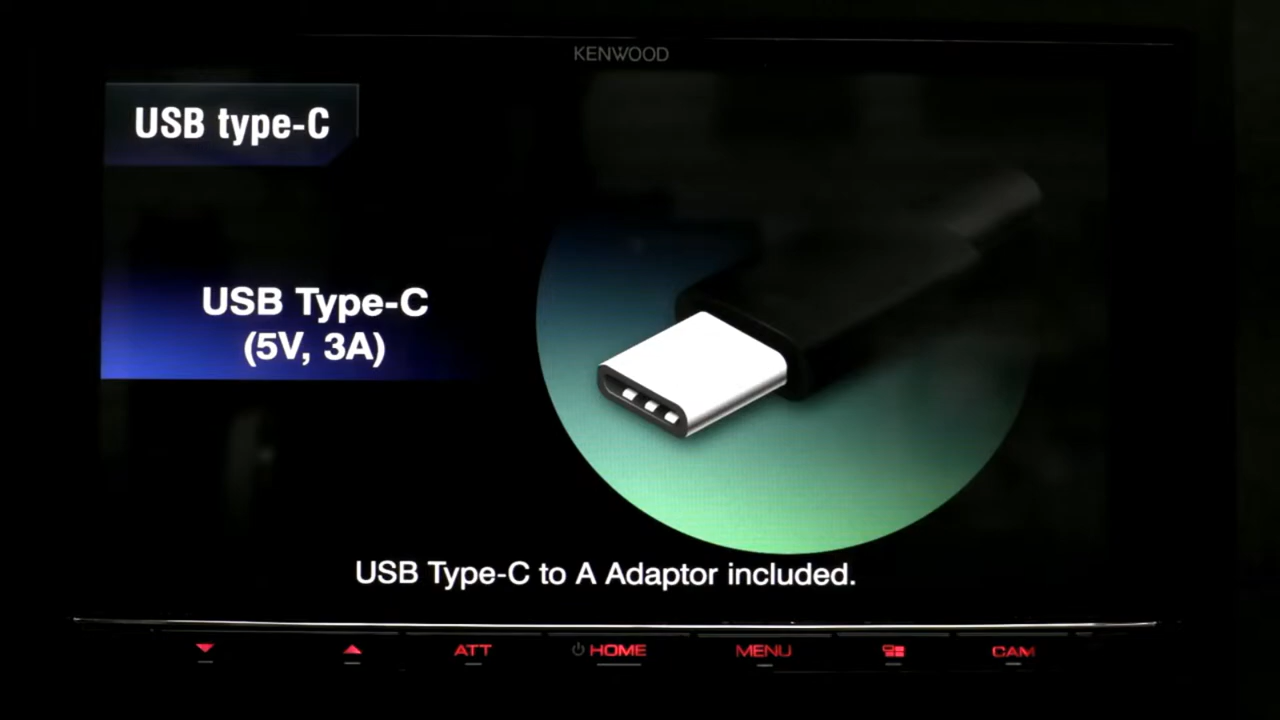 KENWOOD
USB type-C
USB Type-C
(5V, 3A)
USB Type-C to A Adaptor included.
ATT
HOME
MENU
CAM